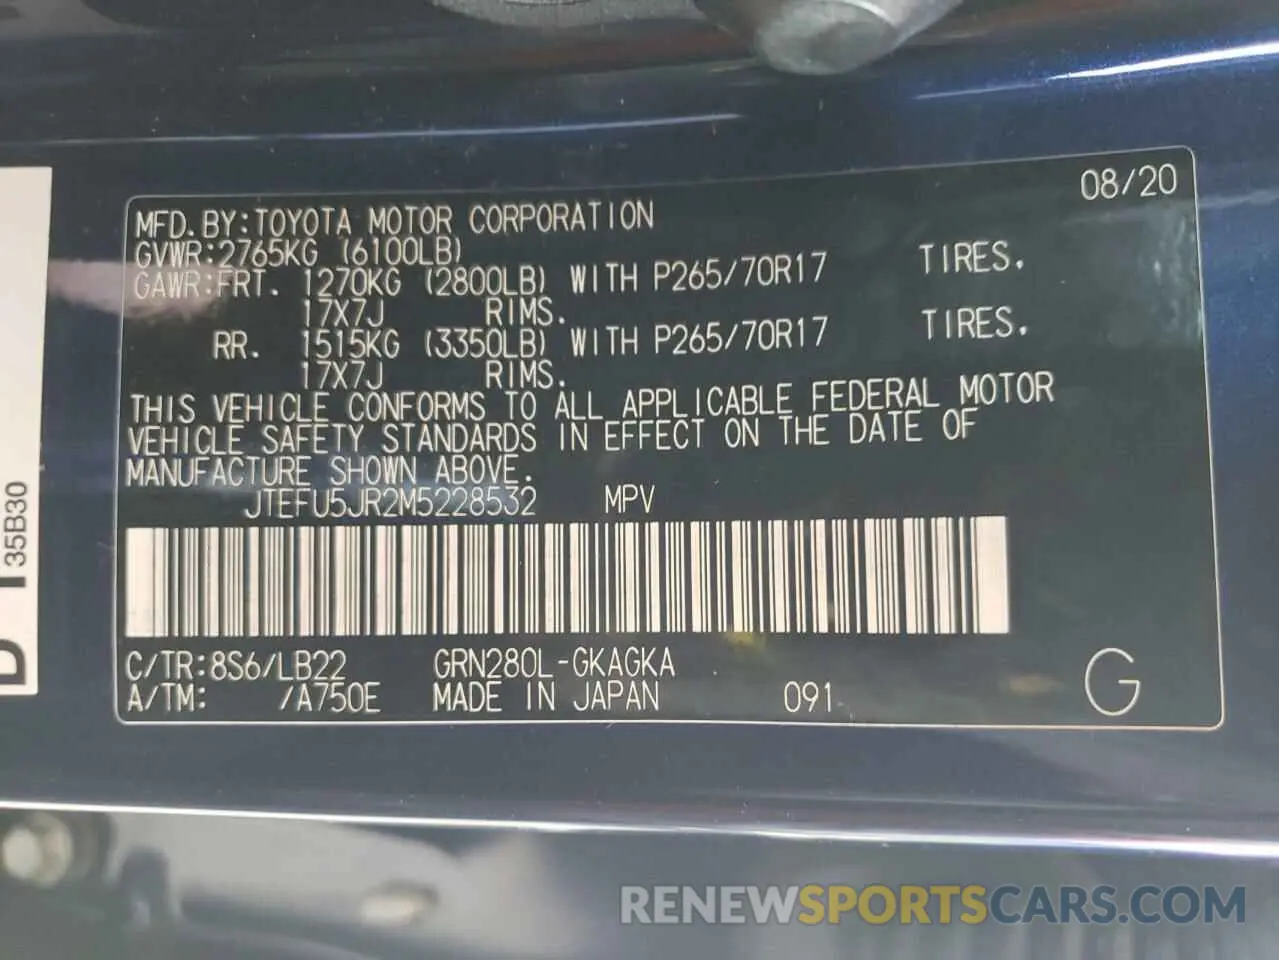 08/20
MFD.BY:TOYOTA MOTOR CORPORATION
GVWR:2765KG (6100LB)
GAWR:FRT. 1270KG (2800LB) WITH P265/70R17 TIRES.
17X7J RIMS.
RR. 1515KG (3350LB) WITH P265/70R17 TIRES.
17X7J RIMS.
THIS VEHICLE CONFORMS TO ALL APPLICABLE FEDERAL MOTOR
VEHICLE SAFETY STANDARDS IN EFFECT ON THE DATE OF
MANUFACTURE SHOWN ABOVE.
JTEFU5JR2M5228532 MPV
C/TR:8S6/LB22 GRN280L-GKAGKA
A/TM: /A750E MADE IN JAPAN 091 G
35B30
RENEWSPORTSCARS.COM